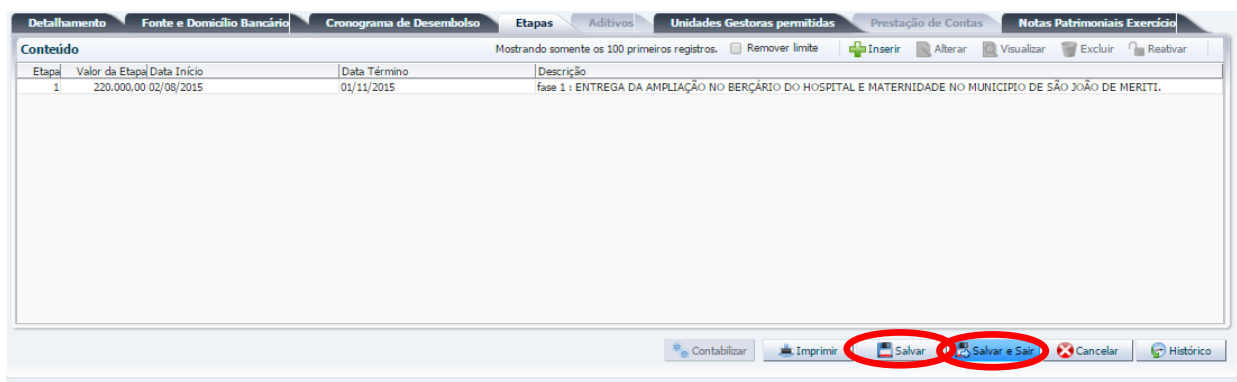 Detalhamento Fonte e Domicílio Bancário Cronograma de Desembolso Etapas Aditivos Unidades Gestoras permitidas Prestação de Contas Notas Patrimoniais Exercício
Conteúdo Mostrando somente os 100 primeiros registros. Remover limite Inserir Alterar Visualizar Excluir Reativar
Etapa Valor da Etapa Data Início Data Término Descrição
1 220.000,00 02/08/2015 01/11/2015 fase 1 : ENTREGA DA AMPLIAÇÃO NO BERÇÁRIO DO HOSPITAL E MATERNIDADE NO MUNICIPIO DE SÃO JOÃO DE MERITI.
Contabilizar Imprimir Salvar Salvar e Sair Cancelar Histórico